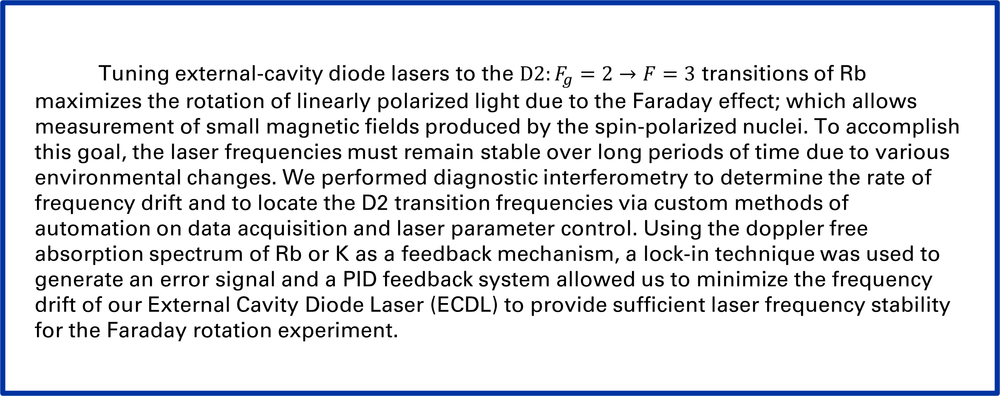 Tuning external-cavity diode lasers to the D2: F_g = 2 → F = 3 transitions of Rb
maximizes the rotation of linearly polarized light due to the Faraday effect; which allows
measurement of small magnetic fields produced by the spin-polarized nuclei. To accomplish
this goal, the laser frequencies must remain stable over long periods of time due to various
environmental changes. We performed diagnostic interferometry to determine the rate of
frequency drift and to locate the D2 transition frequencies via custom methods of
automation on data acquisition and laser parameter control. Using the doppler free
absorption spectrum of Rb or K as a feedback mechanism, a lock-in technique was used to
generate an error signal and a PID feedback system allowed us to minimize the frequency
drift of our External Cavity Diode Laser (ECDL) to provide sufficient laser frequency stability
for the Faraday rotation experiment.